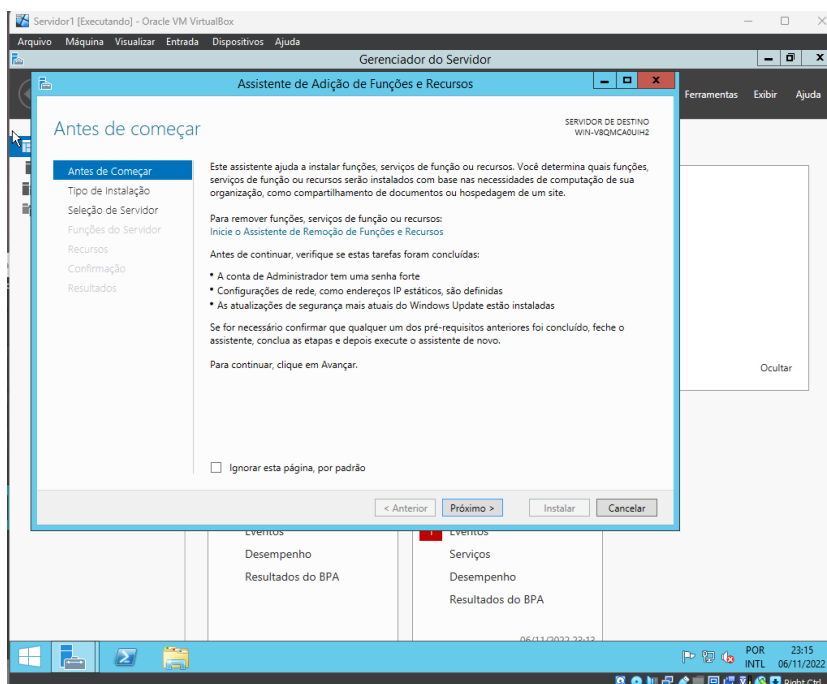 Servidor1 [Executando] - Oracle VM VirtualBox
Arquivo Máquina Visualizar Entrada Dispositivos Ajuda
Gerenciador do Servidor
Assistente de Adição de Funções e Recursos
Ferramentas Exibir Ajuda
Antes de começar
SERVIDOR DE DESTINO
WIN-V8QMCA0UIH2
Antes de Começar
Tipo de Instalação
Seleção de Servidor
Funções do Servidor
Recursos
Confirmação
Resultados
Este assistente ajuda a instalar funções, serviços de função ou recursos. Você determina quais funções,
serviços de função ou recursos serão instalados com base nas necessidades de computação de sua
organização, como compartilhamento de documentos ou hospedagem de um site.
Para remover funções, serviços de função ou recursos:
Inicie o Assistente de Remoção de Funções e Recursos
Antes de continuar, verifique se estas tarefas foram concluídas:
• A conta de Administrador tem uma senha forte
• Configurações de rede, como endereços IP estáticos, são definidas
• As atualizações de segurança mais atuais do Windows Update estão instaladas
Se for necessário confirmar que qualquer um dos pré-requisitos anteriores foi concluído, feche o
assistente, conclua as etapas e depois execute o assistente de novo.
Para continuar, clique em Avançar.
Ocultar
Ignorar esta página, por padrão
< Anterior Próximo > Instalar Cancelar
Eventos
Desempenho
Resultados do BPA
1 Eventos
Serviços
Desempenho
Resultados do BPA
06/11/2022 23:13
POR 23:15
INTL 06/11/2022
Right Ctrl